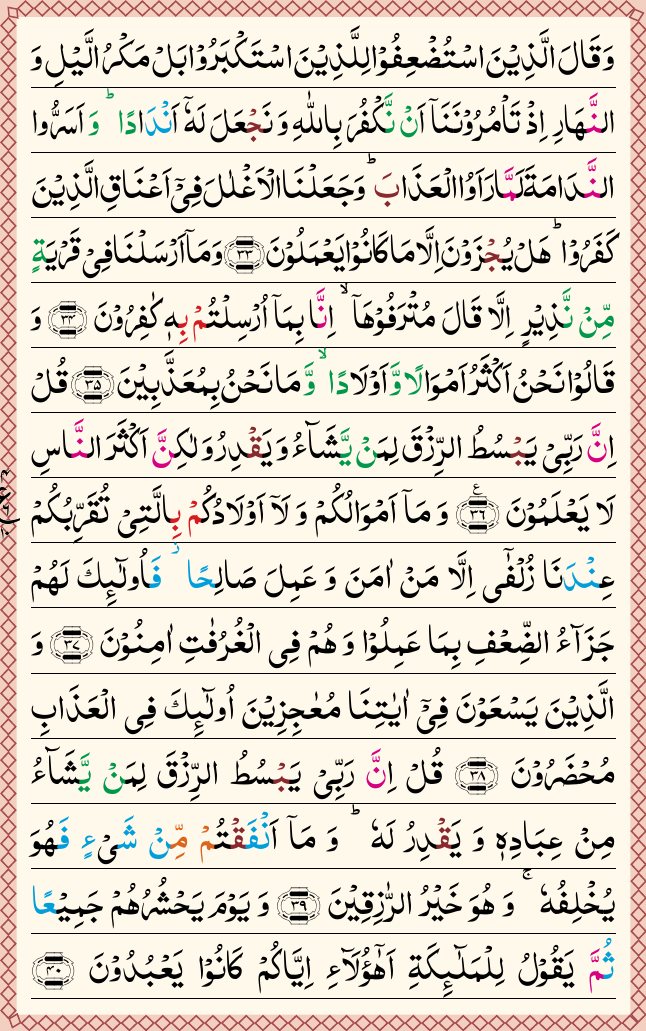 وَقَالَ الَّذِیۡنَ اسۡتُضۡعِفُوۡا لِلَّذِیۡنَ اسۡتَکۡبَرُوۡا بَلۡ مَکۡرُ الَّیۡلِ وَ
النَّہَارِ اِذۡ تَاۡمُرُوۡنَنَاۤ اَنۡ نَّکۡفُرَ بِاللّٰہِ وَ نَجۡعَلَ لَہٗۤ اَنۡدَادًا ؕ وَ اَسَرُّوا
النَّدَامَۃَ لَمَّا رَاَوُا الۡعَذَابَ ؕ وَ جَعَلۡنَا الۡاَغۡلٰلَ فِیۡۤ اَعۡنَاقِ الَّذِیۡنَ
کَفَرُوۡا ؕ ہَلۡ یُجۡزَوۡنَ اِلَّا مَا کَانُوۡا یَعۡمَلُوۡنَ ﴿۳۳﴾ وَ مَاۤ اَرۡسَلۡنَا فِیۡ قَرۡیَۃٍ
مِّنۡ نَّذِیۡرٍ اِلَّا قَالَ مُتۡرَفُوۡہَاۤ ۙ اِنَّا بِمَاۤ اُرۡسِلۡتُمۡ بِہٖ کٰفِرُوۡنَ ﴿۳۴﴾ وَ
قَالُوۡا نَحۡنُ اَکۡثَرُ اَمۡوَالًا وَّ اَوۡلَادًا ۙ وَّ مَا نَحۡنُ بِمُعَذَّبِیۡنَ ﴿۳۵﴾ قُلۡ
اِنَّ رَبِّیۡ یَبۡسُطُ الرِّزۡقَ لِمَنۡ یَّشَآءُ وَ یَقۡدِرُ وَ لٰکِنَّ اَکۡثَرَ النَّاسِ
لَا یَعۡلَمُوۡنَ ﴿۳۶﴾ ع وَ مَاۤ اَمۡوَالُکُمۡ وَ لَاۤ اَوۡلَادُکُمۡ بِالَّتِیۡ تُقَرِّبُکُمۡ
عِنۡدَنَا زُلۡفٰۤی اِلَّا مَنۡ اٰمَنَ وَ عَمِلَ صَالِحًا ۫ فَاُولٰٓئِکَ لَہُمۡ
جَزَآءُ الضِّعۡفِ بِمَا عَمِلُوۡا وَ ہُمۡ فِی الۡغُرُفٰتِ اٰمِنُوۡنَ ﴿۳۷﴾ وَ
الَّذِیۡنَ یَسۡعَوۡنَ فِیۡۤ اٰیٰتِنَا مُعٰجِزِیۡنَ اُولٰٓئِکَ فِی الۡعَذَابِ
مُحۡضَرُوۡنَ ﴿۳۸﴾ قُلۡ اِنَّ رَبِّیۡ یَبۡسُطُ الرِّزۡقَ لِمَنۡ یَّشَآءُ
مِنۡ عِبَادِہٖ وَ یَقۡدِرُ لَہٗ ؕ وَ مَاۤ اَنۡفَقۡتُمۡ مِّنۡ شَیۡءٍ فَہُوَ
یُخۡلِفُہٗ ۚ وَ ہُوَ خَیۡرُ الرّٰزِقِیۡنَ ﴿۳۹﴾ وَ یَوۡمَ یَحۡشُرُہُمۡ جَمِیۡعًا
ثُمَّ یَقُوۡلُ لِلۡمَلٰٓئِکَۃِ اَہٰۤؤُلَآءِ اِیَّاکُمۡ کَانُوۡا یَعۡبُدُوۡنَ ﴿۴۰﴾